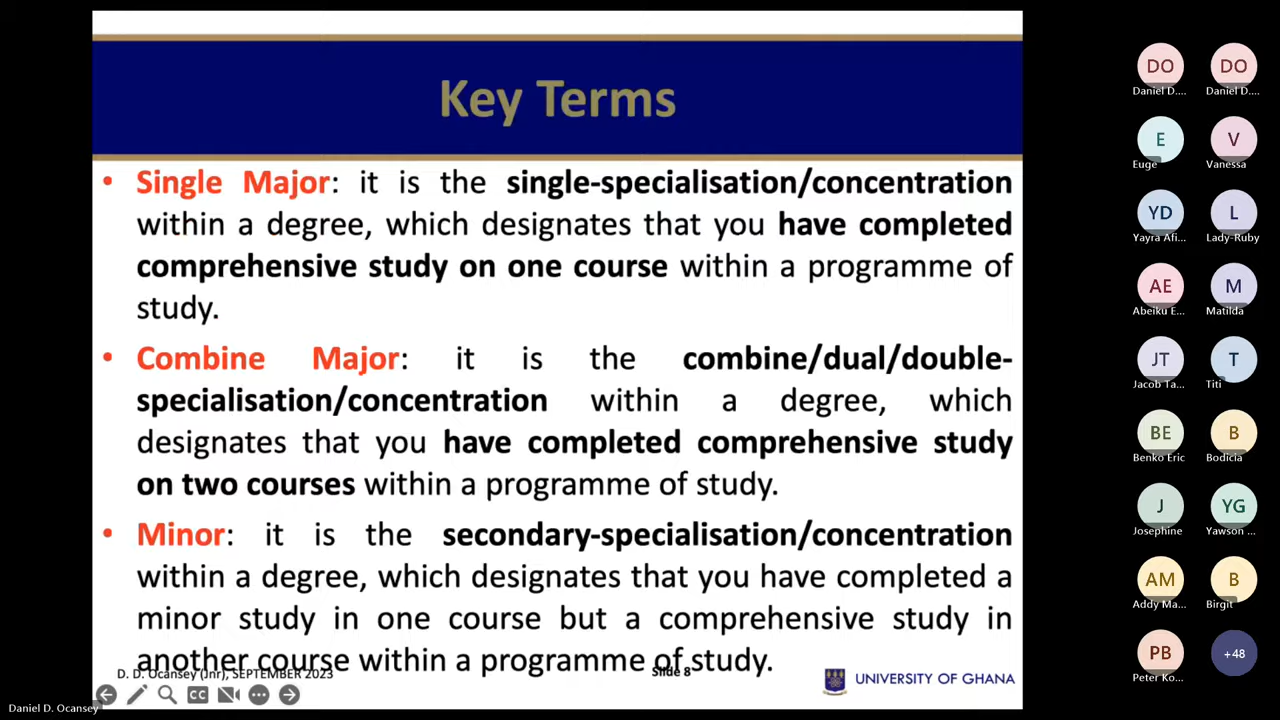 Key Terms
• Single Major: it is the single-specialisation/concentration
within a degree, which designates that you have completed
comprehensive study on one course within a programme of
study.
• Combine Major: it is the combine/dual/double-
specialisation/concentration within a degree, which
designates that you have completed comprehensive study
on two courses within a programme of study.
• Minor: it is the secondary-specialisation/concentration
within a degree, which designates that you have completed a
minor study in one course but a comprehensive study in
another course within a programme of study.
D. D. Ocansey (Jnr), SEPTEMBER 2023
Slide 8
UNIVERSITY OF GHANA
CC
Daniel D. Ocansey
DO DO
Daniel D.... Daniel D....
E V
Euge Vanessa
YD L
Yayra Afi... Lady-Ruby
AE M
Abeiku E... Matilda
JT T
Jacob Ta... Titi
BE B
Benko Eric Bodicia
J YG
Josephine Yawson ...
AM B
Addy Ma... Birgit
PB +48
Peter Ko...